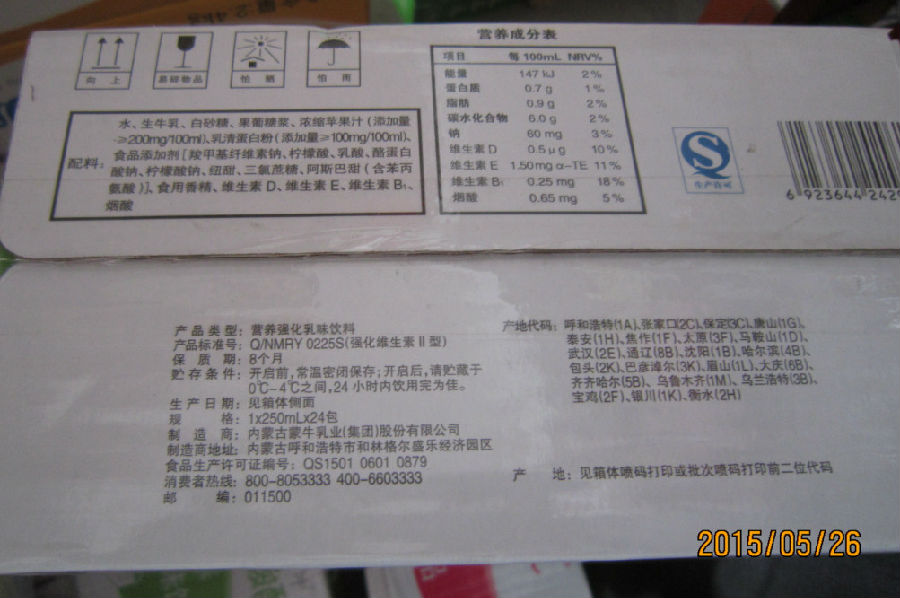 向上
易碎物品
怕晒
怕雨
配料：
水、生牛乳、白砂糖、果葡糖浆、浓缩苹果汁（添加量
≥200mg/100ml）、乳清蛋白粉（添加量≥100mg/100ml）、
食品添加剂［羧甲基纤维素钠、柠檬酸、乳酸、酪蛋白
酸钠、柠檬酸钠、纽甜、三氯蔗糖、阿斯巴甜（含苯丙
氨酸）］、食用香精、维生素D、维生素E、维生素B₁、
烟酸
营养成分表
项目 每100mL NRV%
能量 147 kJ 2%
蛋白质 0.7 g 1%
脂肪 0.9 g 2%
碳水化合物 6.0 g 2%
钠 60 mg 3%
维生素 D 0.5 μg 10%
维生素 E 1.50 mg α-TE 11%
维生素 B₁ 0.25 mg 18%
烟酸 0.65 mg 5%
生产许可
6 923644 242
产品类型：营养强化乳味饮料
产品标准号：Q/NMRY 0225S(强化维生素Ⅱ型)
保质期：8个月
贮存条件：开启前,常温密闭保存;开启后,请贮藏于
0℃-4℃之间,24小时内饮用完为佳。
生产日期：见箱体侧面
规格：1x250mLx24包
制造商：内蒙古蒙牛乳业(集团)股份有限公司
制造商地址：内蒙古呼和浩特市和林格尔盛乐经济园区
食品生产许可证编号：QS1501 0601 0879
消费者热线：800-8053333 400-6603333
邮编：011500
产地代码：呼和浩特(1A)、张家口(2C)、保定(3C)、唐山(1G)、
泰安(1H)、焦作(1F)、太原(3F)、马鞍山(1D)、
武汉(2E)、通辽(8B)、沈阳(1B)、哈尔滨(4B)、
包头(2K)、巴彦淖尔(3K)、眉山(1L)、大庆(6B)、
齐齐哈尔(5B)、乌鲁木齐(1M)、乌兰浩特(3B)、
宝鸡(2F)、银川(1K)、衡水(2H)
产地：见箱体喷码打印或批次喷码打印前二位代码
2015/05/26